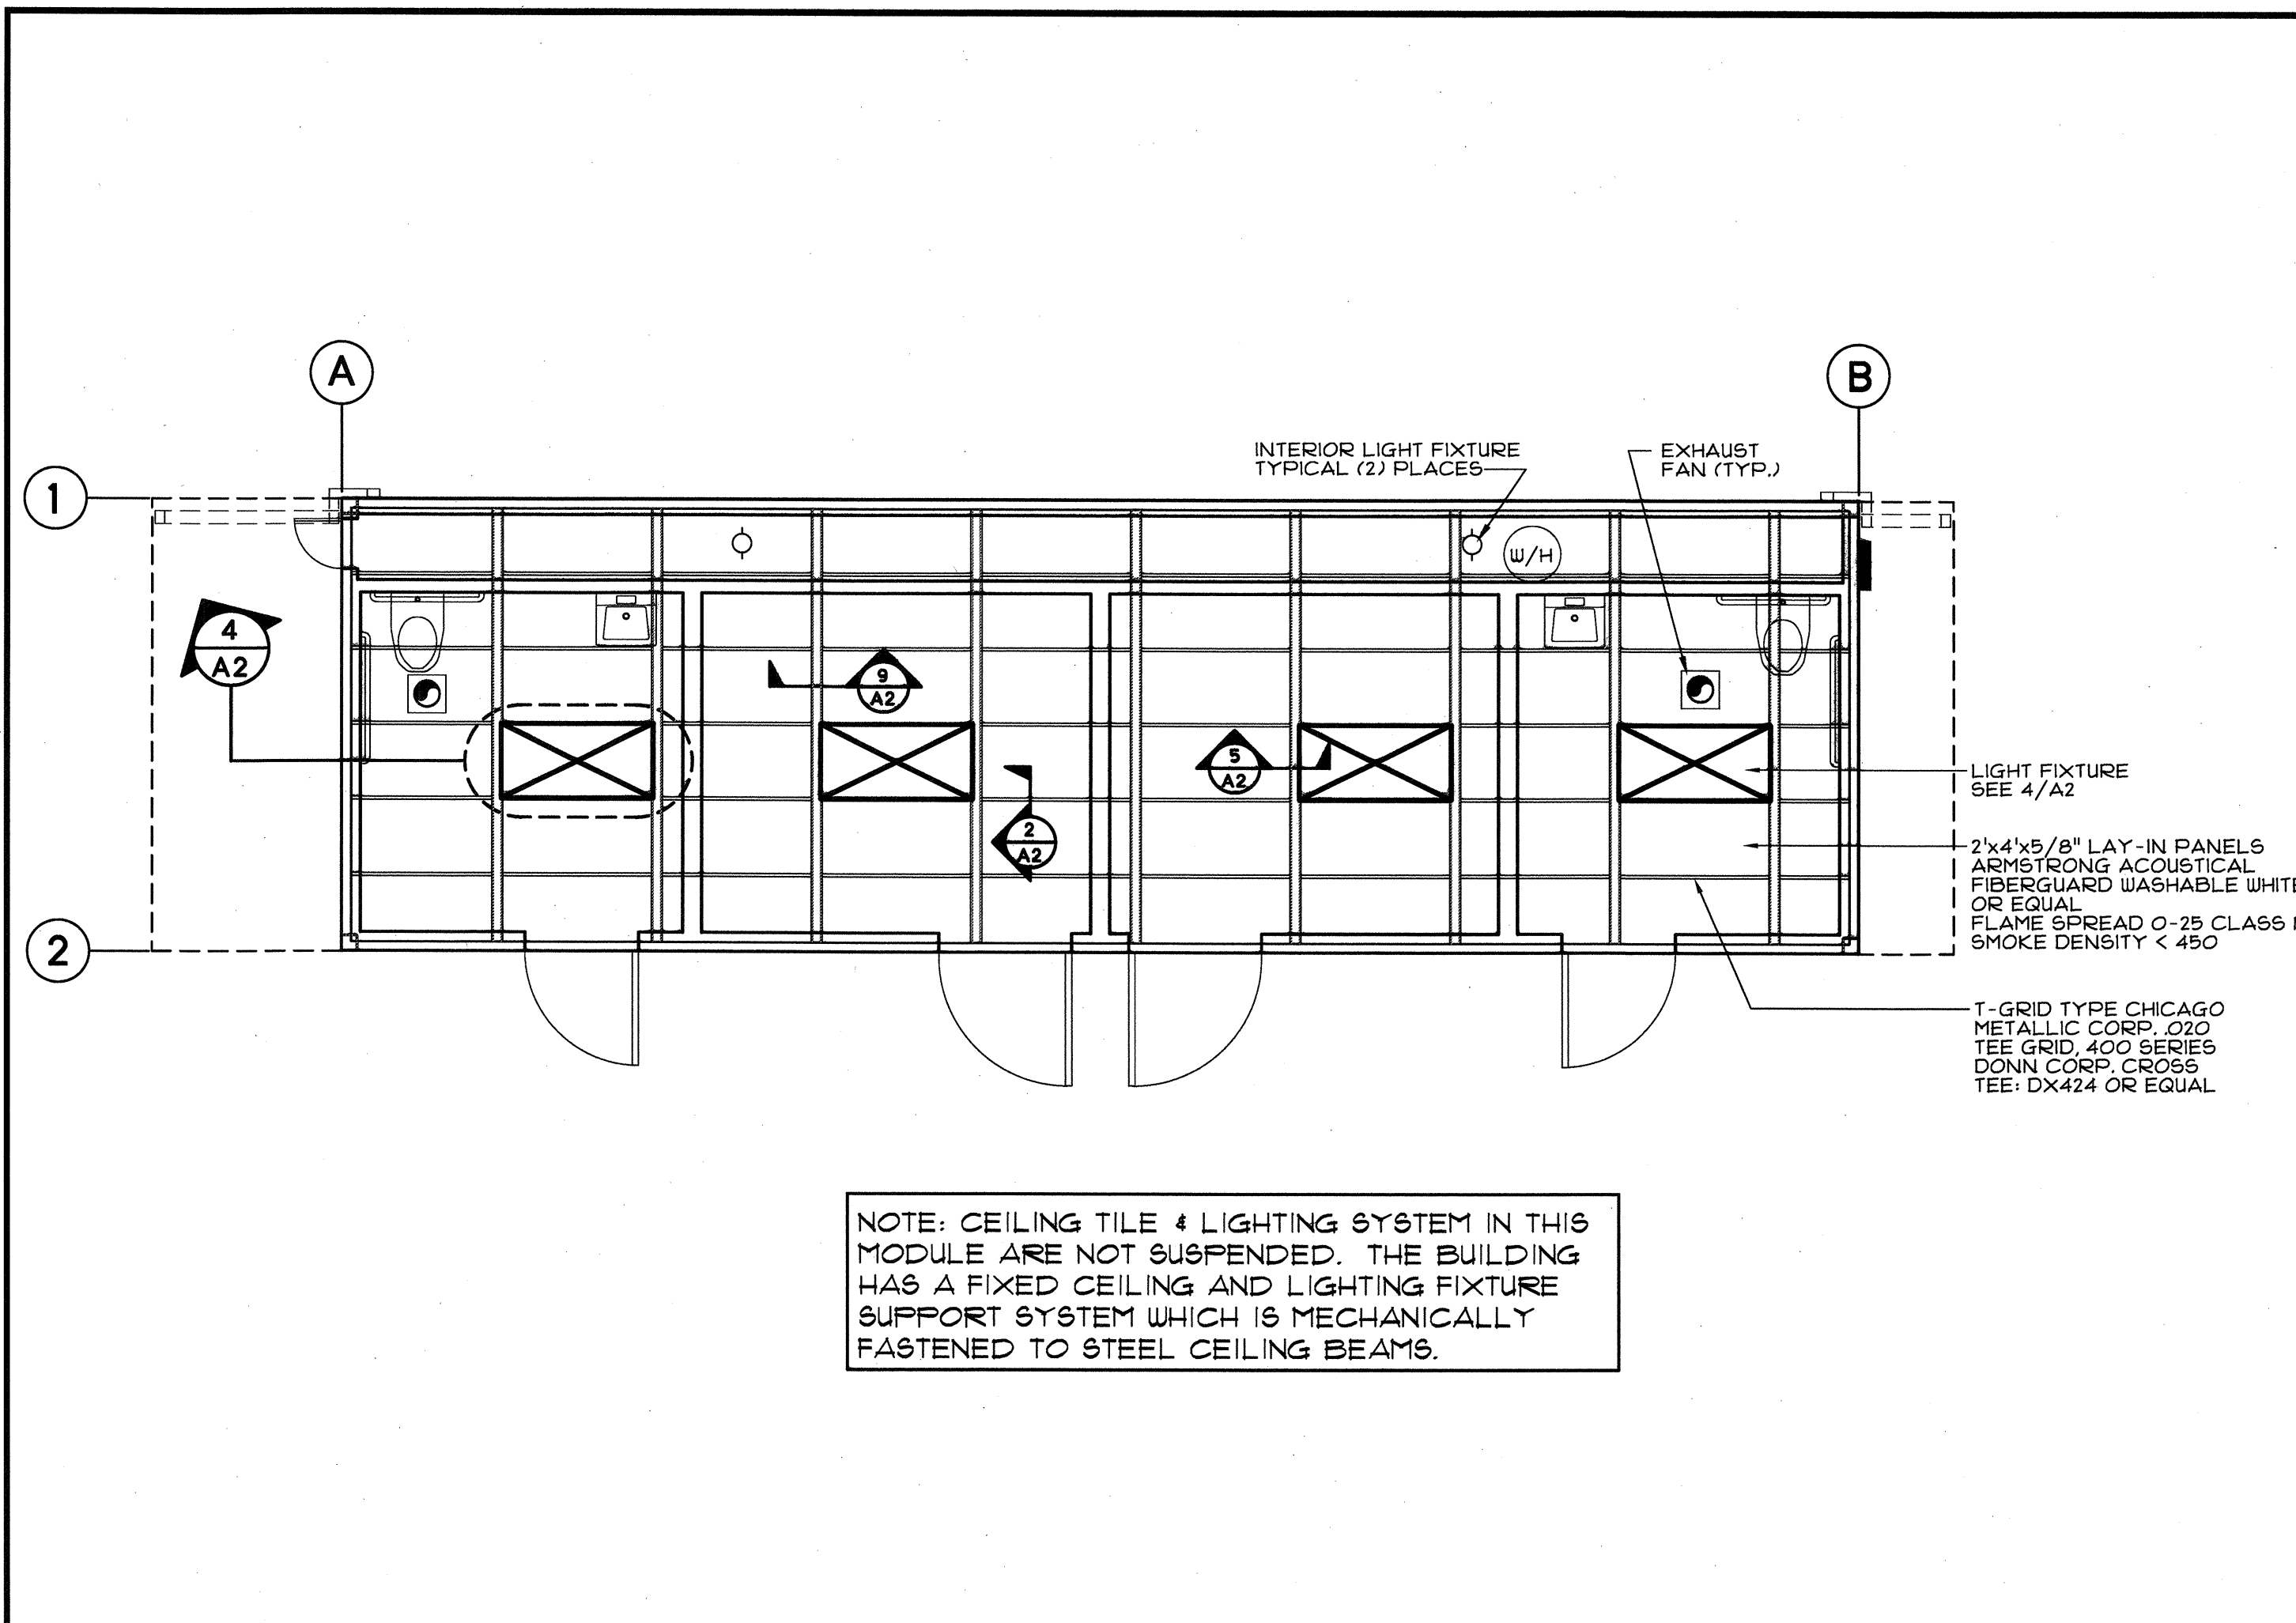 A
B
INTERIOR LIGHT FIXTURE
TYPICAL (2) PLACES
EXHAUST
FAN (TYP.)
1
W/H
4
A2
9
A2
5
A2
LIGHT FIXTURE
SEE 4/A2
2
A2
2'x4'x5/8" LAY-IN PANELS
ARMSTRONG ACOUSTICAL
FIBERGUARD WASHABLE WHITE
OR EQUAL
FLAME SPREAD 0-25 CLASS
SMOKE DENSITY < 450
2
T-GRID TYPE CHICAGO
METALLIC CORP. .020
TEE GRID, 400 SERIES
DONN CORP. CROSS
TEE: DX424 OR EQUAL
NOTE: CEILING TILE & LIGHTING SYSTEM IN THIS
MODULE ARE NOT SUSPENDED. THE BUILDING
HAS A FIXED CEILING AND LIGHTING FIXTURE
SUPPORT SYSTEM WHICH IS MECHANICALLY
FASTENED TO STEEL CEILING BEAMS.